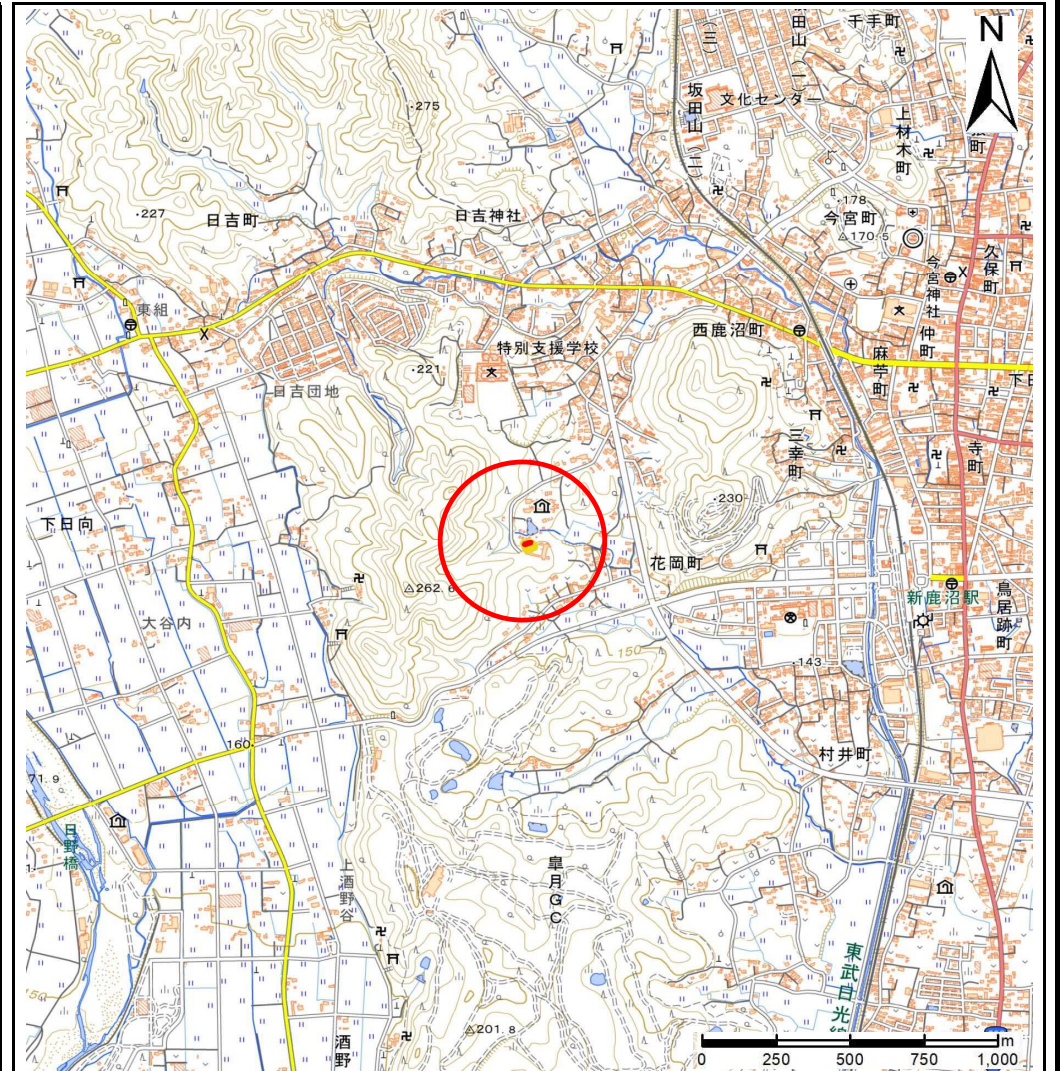 200
275
227
日吉町
日吉神社
坂田山(二)
文化センター
千手町
上材木町
N
178
今宮町
170.5
久保町
今宮神社
仲町
東組
西鹿沼町
麻苧町
特別支援学校
221
日吉団地
三幸町
寺町
230
下日向
花岡町
262.6
新鹿沼駅
鳥居跡町
大谷内
150
143
160
村井町
71.9
日野橋
上酒野谷
皐月GC
東武日光線
150
201.8
酒野
m
0
250
500
750
1,000